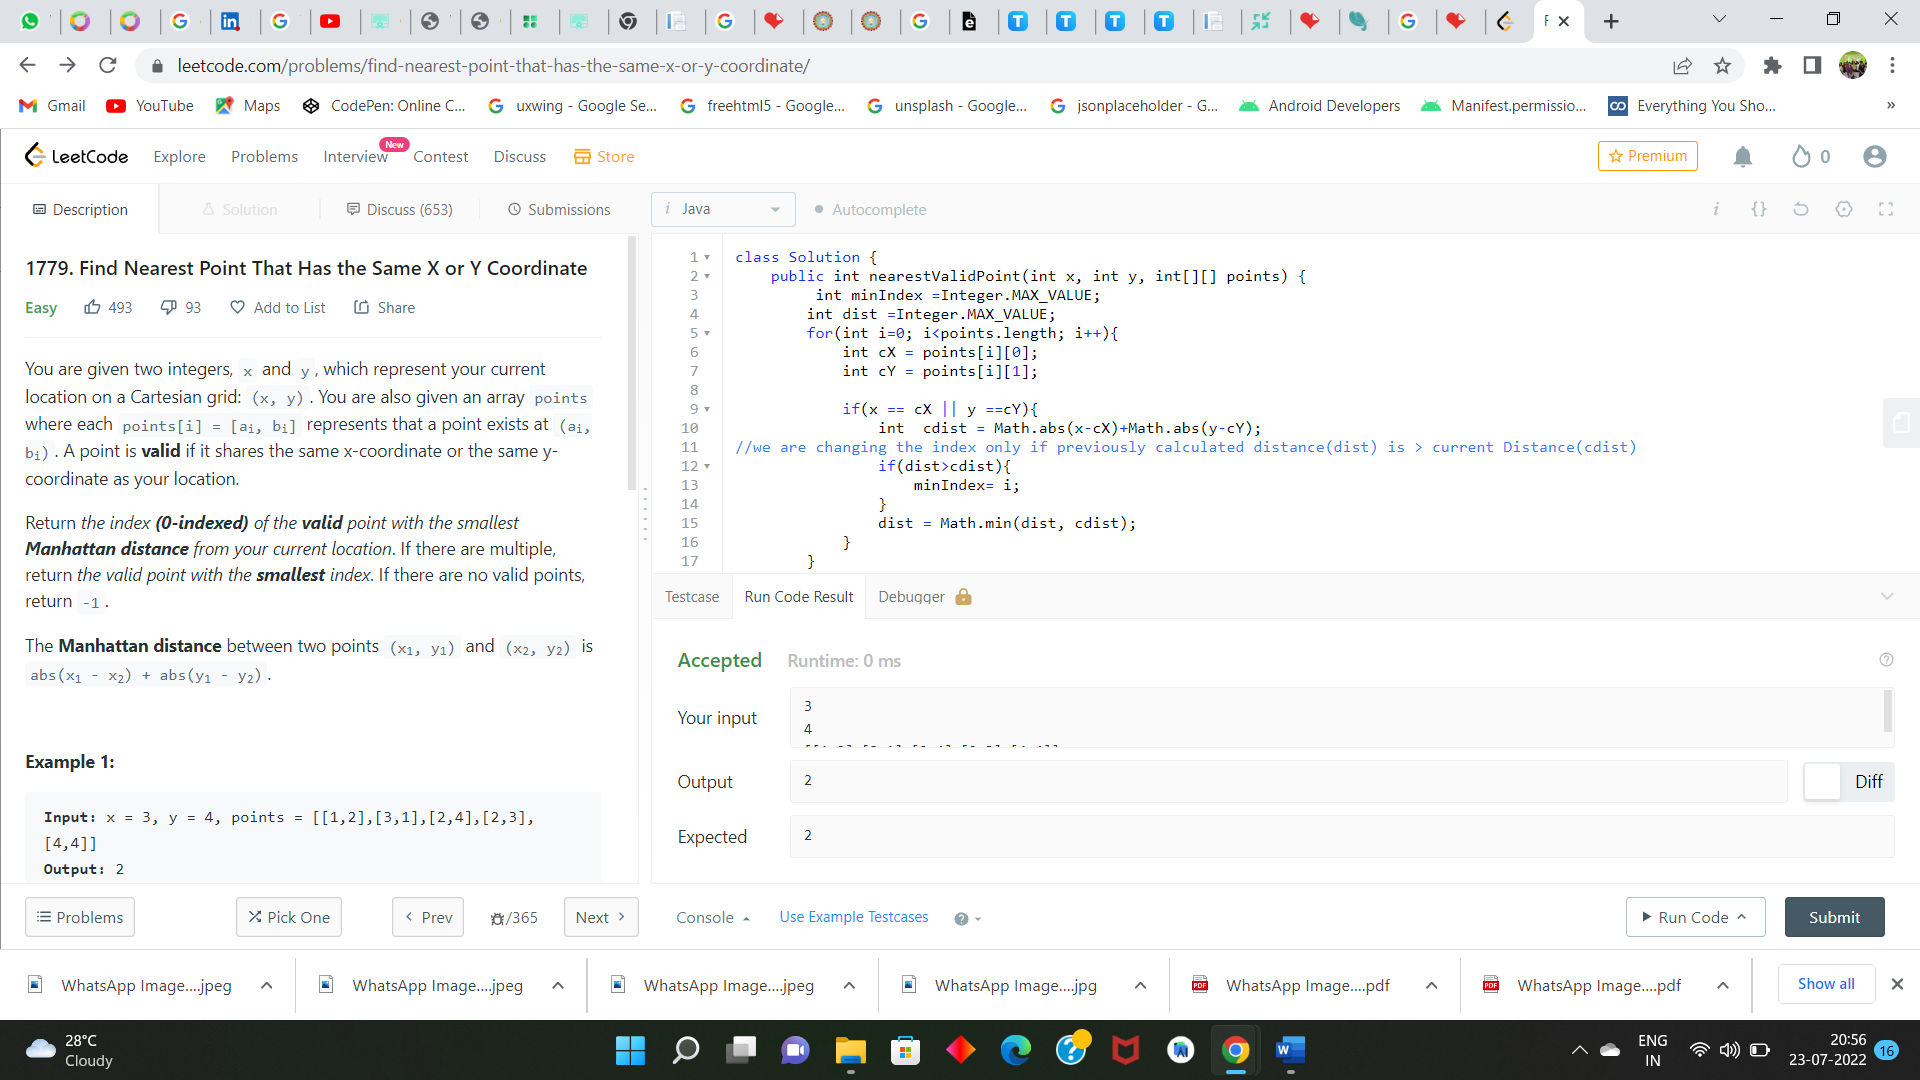 leetcode.com/problems/find-nearest-point-that-has-the-same-x-or-y-coordinate/
Gmail YouTube Maps CodePen: Online C... uxwing - Google Se... freehtml5 - Google... unsplash - Google... jsonplaceholder - G... Android Developers Manifest.permissio... Everything You Sho... »
LeetCode Explore Problems Interview New Contest Discuss Store Premium 0
Description Solution Discuss (653) Submissions i Java Autocomplete
1779. Find Nearest Point That Has the Same X or Y Coordinate
Easy 493 93 Add to List Share
You are given two integers, x and y, which represent your current
location on a Cartesian grid: (x, y). You are also given an array points
where each points[i] = [aᵢ, bᵢ] represents that a point exists at (aᵢ,
bᵢ). A point is valid if it shares the same x-coordinate or the same y-
coordinate as your location.
Return the index (0-indexed) of the valid point with the smallest
Manhattan distance from your current location. If there are multiple,
return the valid point with the smallest index. If there are no valid points,
return -1.
The Manhattan distance between two points (x₁, y₁) and (x₂, y₂) is
abs(x₁ - x₂) + abs(y₁ - y₂).
Example 1:
Input: x = 3, y = 4, points = [[1,2],[3,1],[2,4],[2,3],
[4,4]]
Output: 2
1 class Solution {
2 public int nearestValidPoint(int x, int y, int[][] points) {
3 int minIndex =Integer.MAX_VALUE;
4 int dist =Integer.MAX_VALUE;
5 for(int i=0; i<points.length; i++){
6 int cX = points[i][0];
7 int cY = points[i][1];
8
9 if(x == cX || y ==cY){
10 int  cdist = Math.abs(x-cX)+Math.abs(y-cY);
11 //we are changing the index only if previously calculated distance(dist) is > current Distance(cdist)
12 if(dist>cdist){
13 minIndex= i;
14 }
15 dist = Math.min(dist, cdist);
16 }
17 }
Testcase Run Code Result Debugger
Accepted Runtime: 0 ms
Your input
3
4
Output 2 Diff
Expected 2
Problems Pick One Prev /365 Next Console Use Example Testcases Run Code Submit
WhatsApp Image....jpeg WhatsApp Image....jpeg WhatsApp Image....jpeg WhatsApp Image....jpg WhatsApp Image....pdf WhatsApp Image....pdf Show all
28°C
Cloudy
ENG
IN
20:56
23-07-2022
16